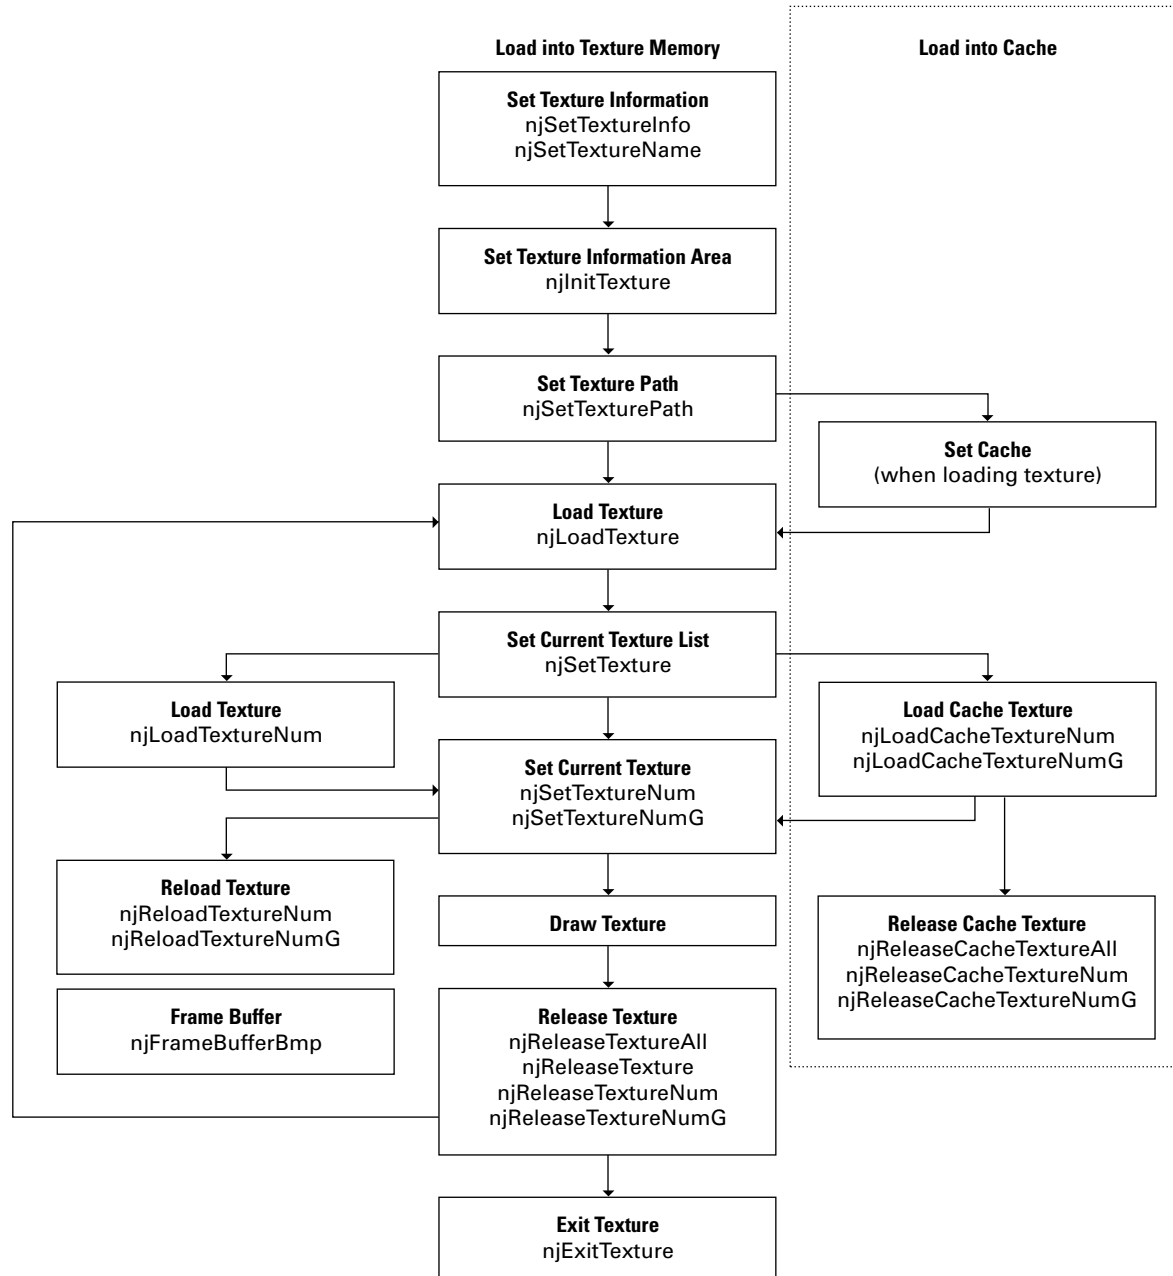 Load into Texture Memory
Load into Cache
Set Texture Information
njSetTextureInfo
njSetTextureName
Set Texture Information Area
njInitTexture
Set Texture Path
njSetTexturePath
Set Cache
(when loading texture)
Load Texture
njLoadTexture
Set Current Texture List
njSetTexture
Load Texture
njLoadTextureNum
Load Cache Texture
njLoadCacheTextureNum
njLoadCacheTextureNumG
Set Current Texture
njSetTextureNum
njSetTextureNumG
Reload Texture
njReloadTextureNum
njReloadTextureNumG
Draw Texture
Release Cache Texture
njReleaseCacheTextureAll
njReleaseCacheTextureNum
njReleaseCacheTextureNumG
Frame Buffer
njFrameBufferBmp
Release Texture
njReleaseTextureAll
njReleaseTexture
njReleaseTextureNum
njReleaseTextureNumG
Exit Texture
njExitTexture